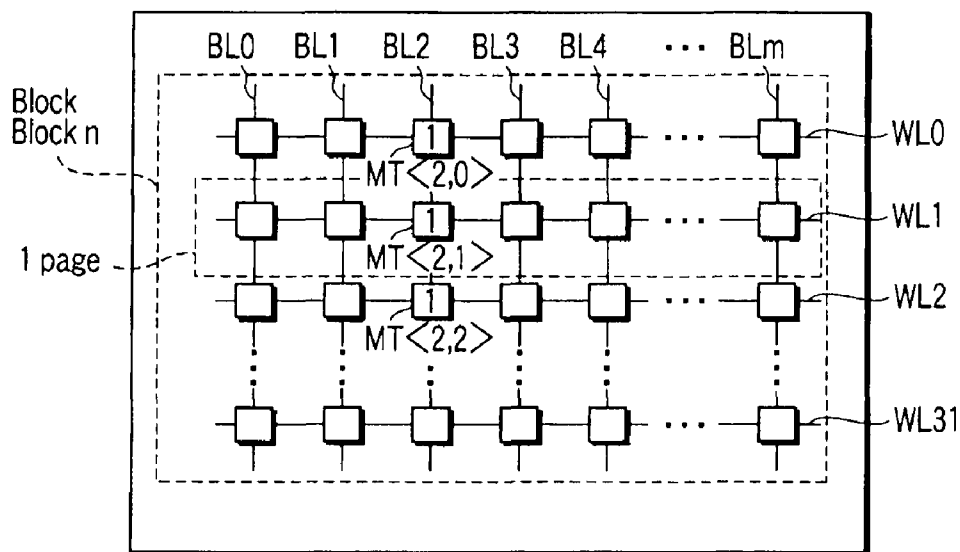 BL0 BL1 BL2 BL3 BL4 ... BLm
Block
Block n
1
WL0
MT<2,0>
1
WL1
1 page
MT<2,1>
1
WL2
MT<2,2>
WL31